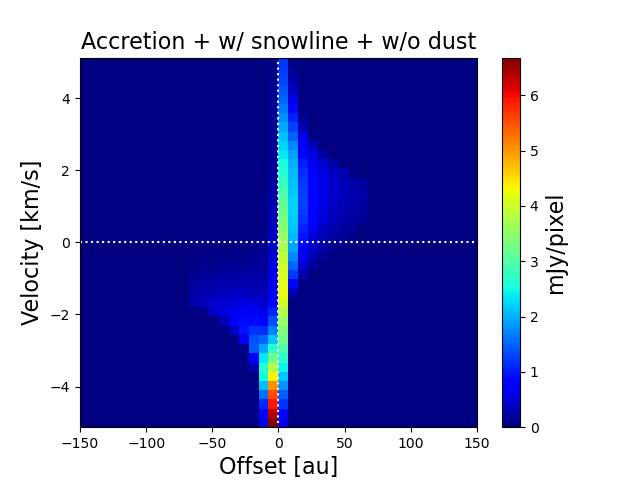 Accretion + w/ snowline + w/o dust
4
2
0
−2
−4
Velocity [km/s]
−150 −100 −50 0 50 100 150
Offset [au]
6
5
4
3
2
1
0
mJy/pixel